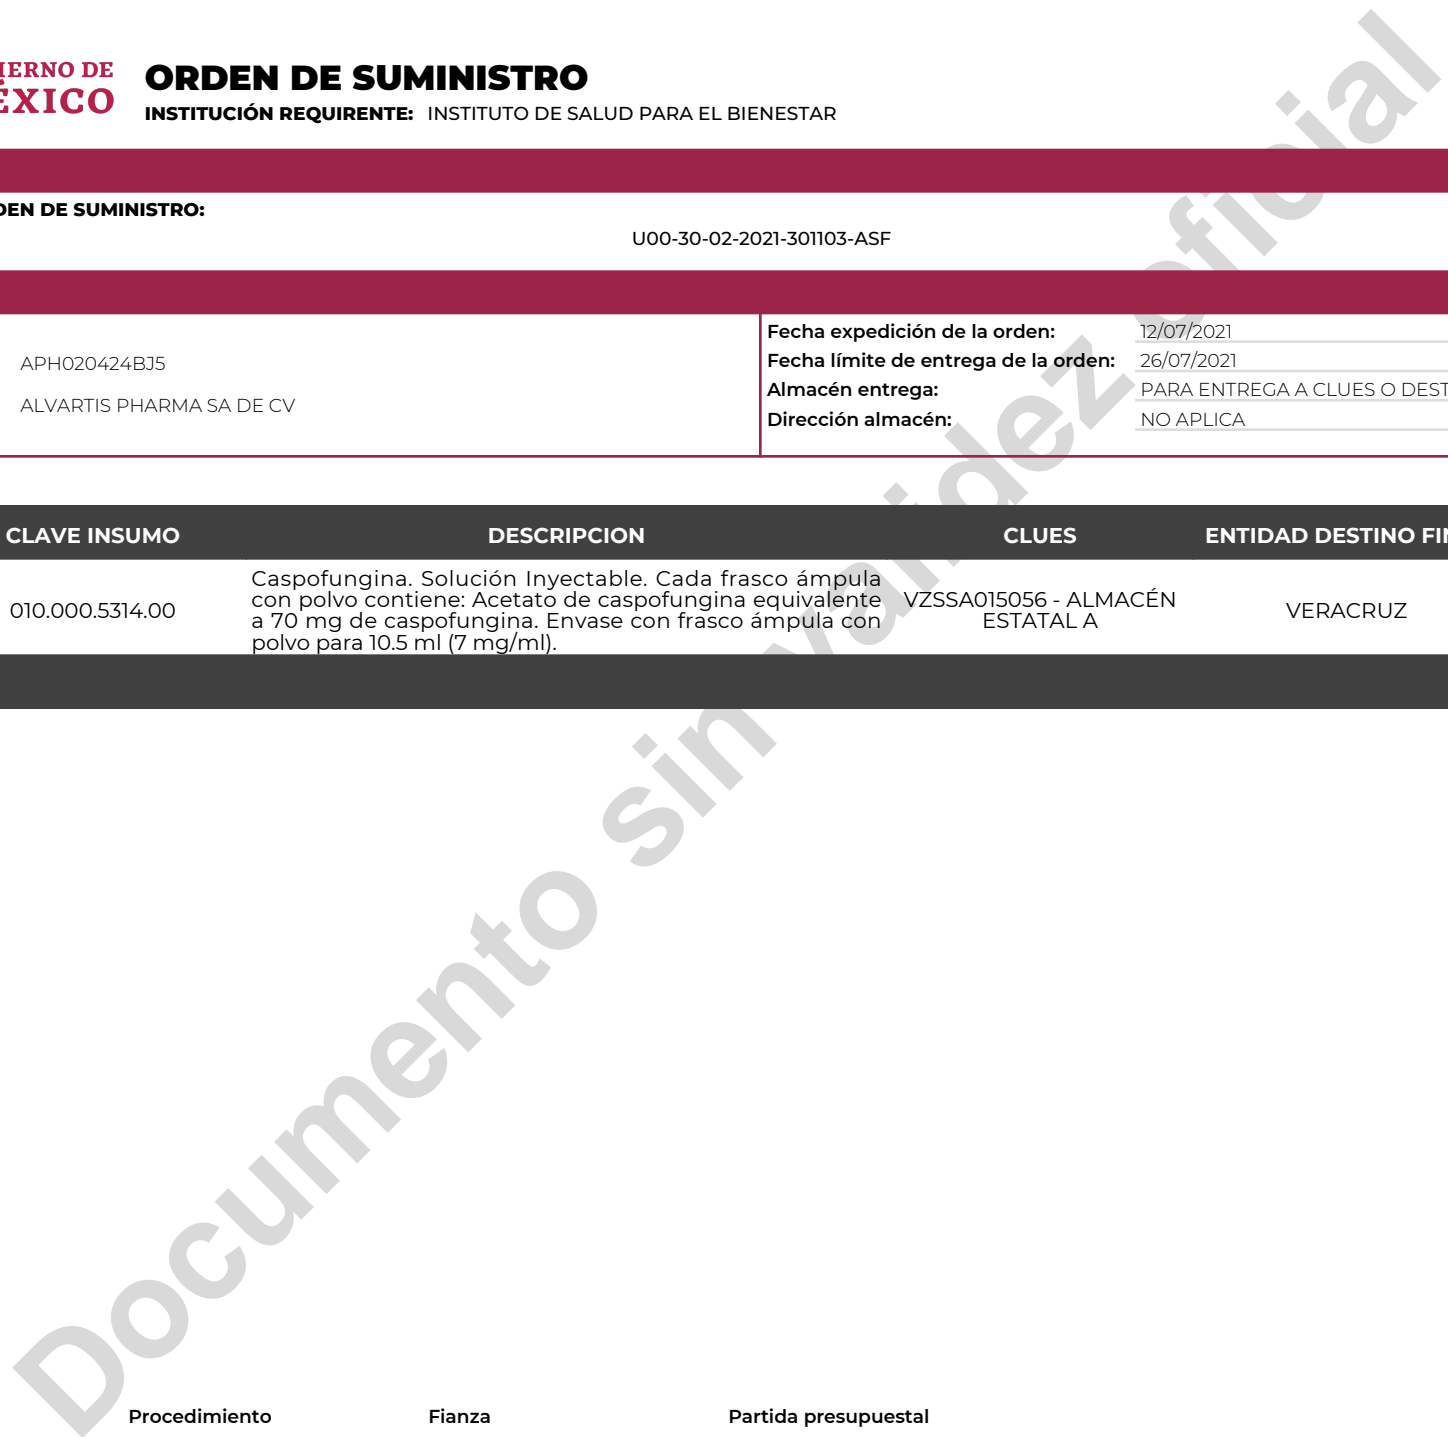 IERNO DE
ÉXICO
ORDEN DE SUMINISTRO
INSTITUCIÓN REQUIRENTE: INSTITUTO DE SALUD PARA EL BIENESTAR
DEN DE SUMINISTRO:
U00-30-02-2021-301103-ASF
APH020424BJ5
ALVARTIS PHARMA SA DE CV
Fecha expedición de la orden: 12/07/2021
Fecha límite de entrega de la orden: 26/07/2021
Almacén entrega: PARA ENTREGA A CLUES O DEST
Dirección almacén: NO APLICA
CLAVE INSUMO DESCRIPCION CLUES ENTIDAD DESTINO FIN
010.000.5314.00
Caspofungina. Solución Inyectable. Cada frasco ámpula
con polvo contiene: Acetato de caspofungina equivalente
a 70 mg de caspofungina. Envase con frasco ámpula con
polvo para 10.5 ml (7 mg/ml).
VZSSA015056 - ALMACÉN
ESTATAL A
VERACRUZ
Documento sin validez oficial
Procedimiento Fianza Partida presupuestal